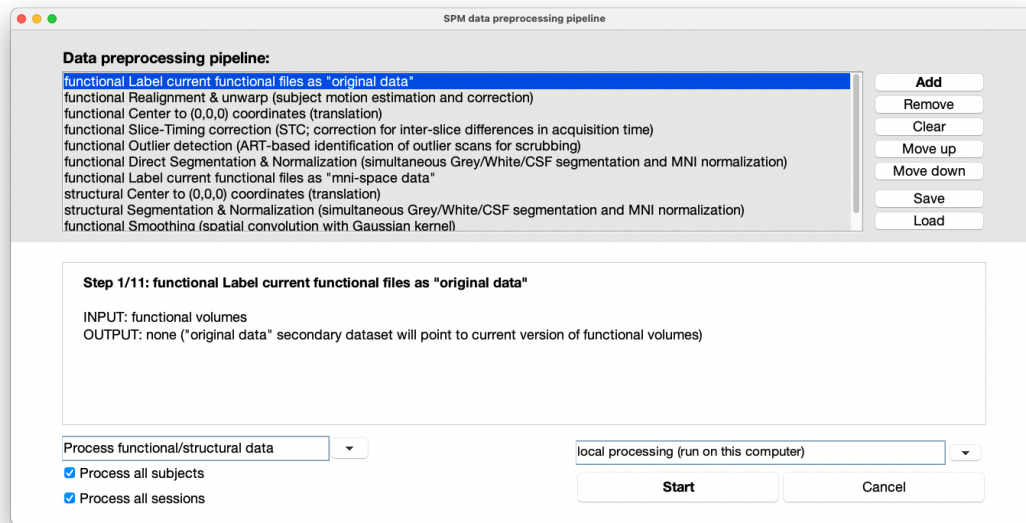 SPM data preprocessing pipeline
Data preprocessing pipeline:
functional Label current functional files as "original data"
functional Realignment & unwarp (subject motion estimation and correction)
functional Center to (0,0,0) coordinates (translation)
functional Slice-Timing correction (STC; correction for inter-slice differences in acquisition time)
functional Outlier detection (ART-based identification of outlier scans for scrubbing)
functional Direct Segmentation & Normalization (simultaneous Grey/White/CSF segmentation and MNI normalization)
functional Label current functional files as "mni-space data"
structural Center to (0,0,0) coordinates (translation)
structural Segmentation & Normalization (simultaneous Grey/White/CSF segmentation and MNI normalization)
functional Smoothing (spatial convolution with Gaussian kernel)
Add
Remove
Clear
Move up
Move down
Save
Load
Step 1/11: functional Label current functional files as "original data"
INPUT: functional volumes
OUTPUT: none ("original data" secondary dataset will point to current version of functional volumes)
Process functional/structural data
Process all subjects
Process all sessions
local processing (run on this computer)
Start
Cancel